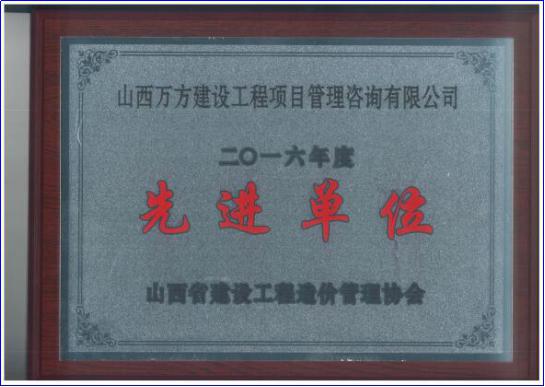 山西万方建设工程项目管理咨询有限公司
二〇一六年度
先进单位
山西省建设工程造价管理协会